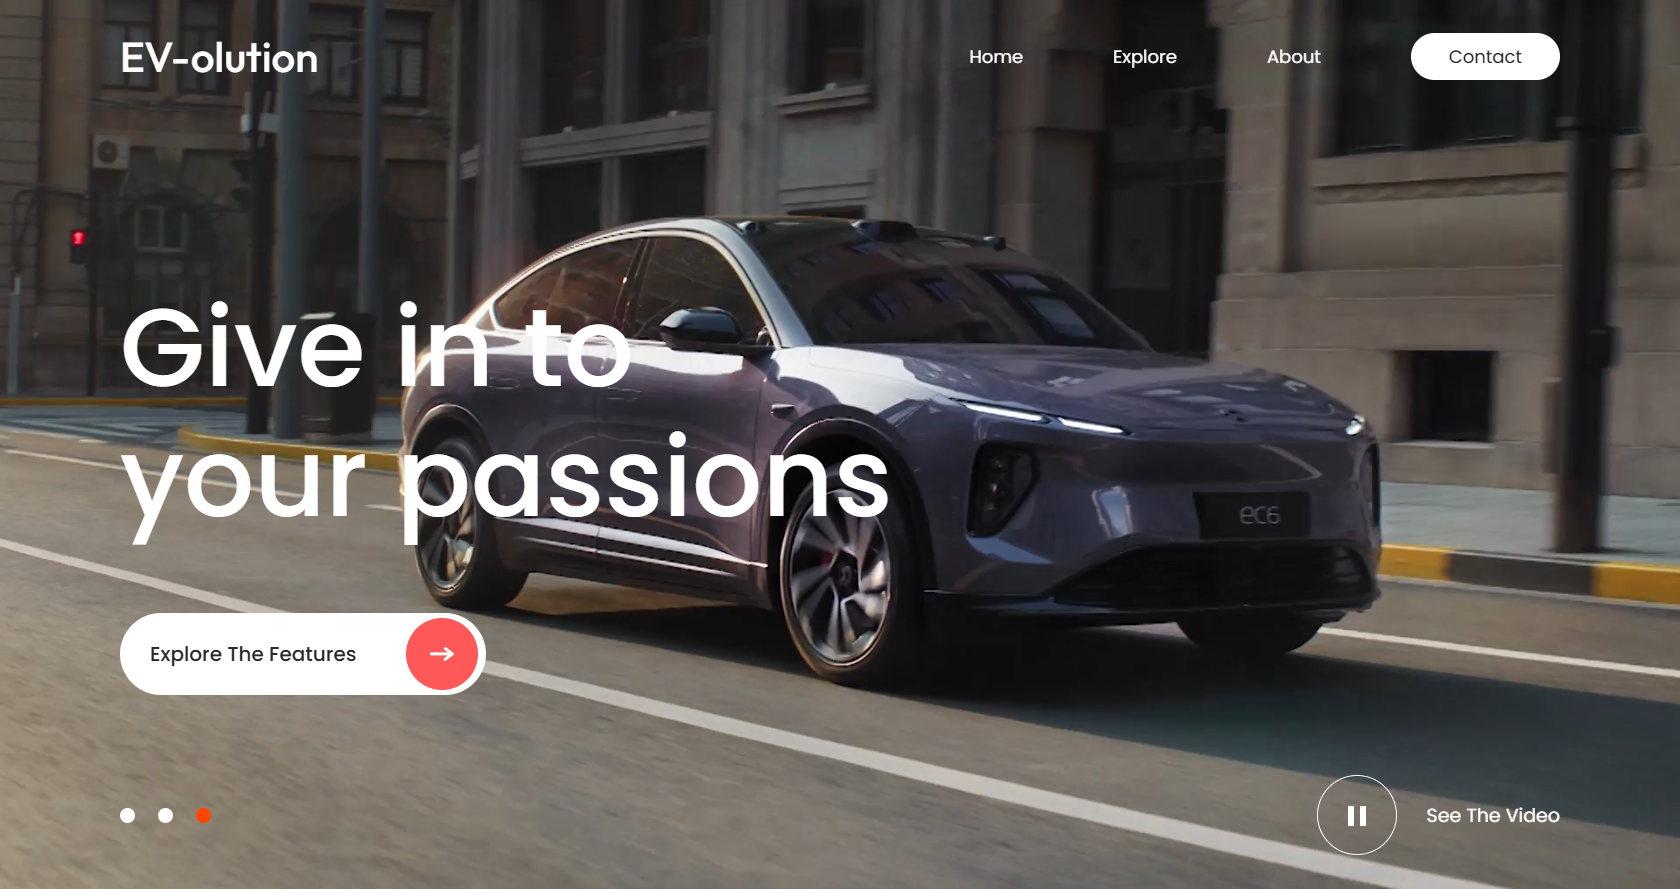 EV-olution
Home
Explore
About
Contact
Give in to
your passions
ec6
Explore The Features
See The Video